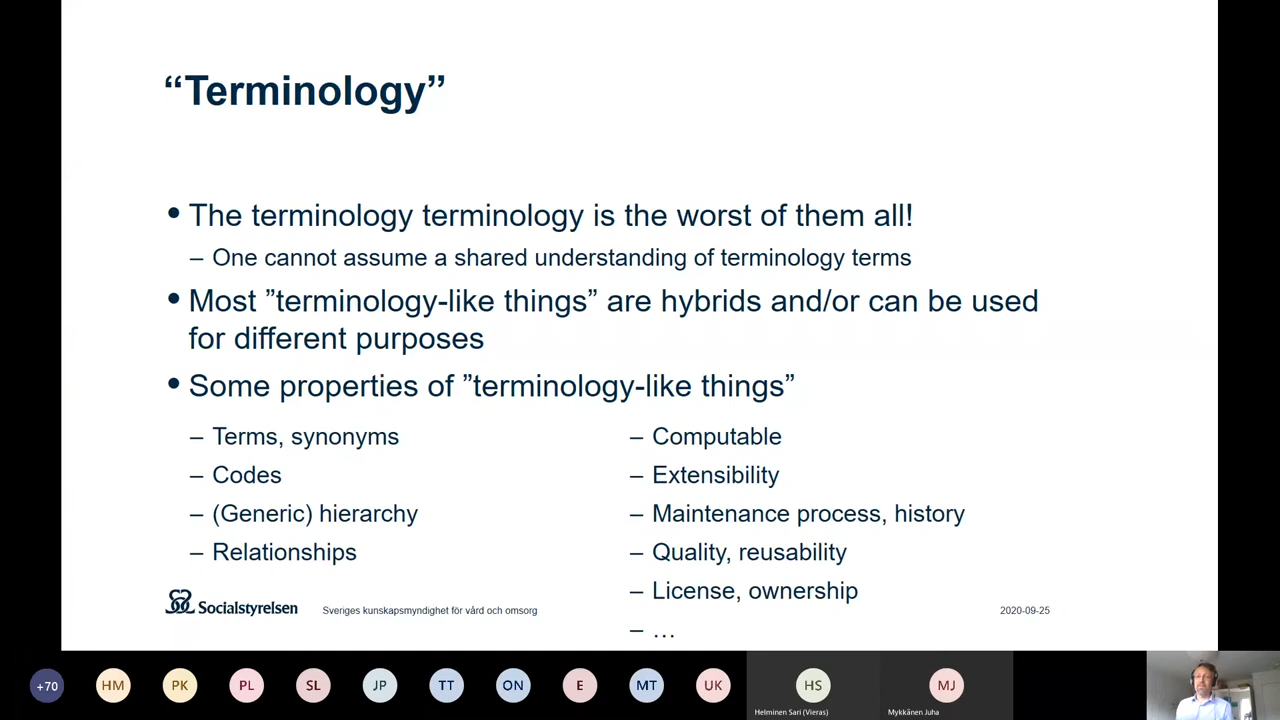 “Terminology”
• The terminology terminology is the worst of them all!
– One cannot assume a shared understanding of terminology terms
• Most ”terminology-like things” are hybrids and/or can be used
for different purposes
• Some properties of ”terminology-like things”
– Terms, synonyms
– Codes
– (Generic) hierarchy
– Relationships
– Computable
– Extensibility
– Maintenance process, history
– Quality, reusability
– License, ownership
– …
Socialstyrelsen
Sveriges kunskapsmyndighet för vård och omsorg
2020-09-25
+70
HM
PK
PL
SL
JP
TT
ON
E
MT
UK
HS
Helminen Sari (Vieras)
MJ
Mykkänen Juha